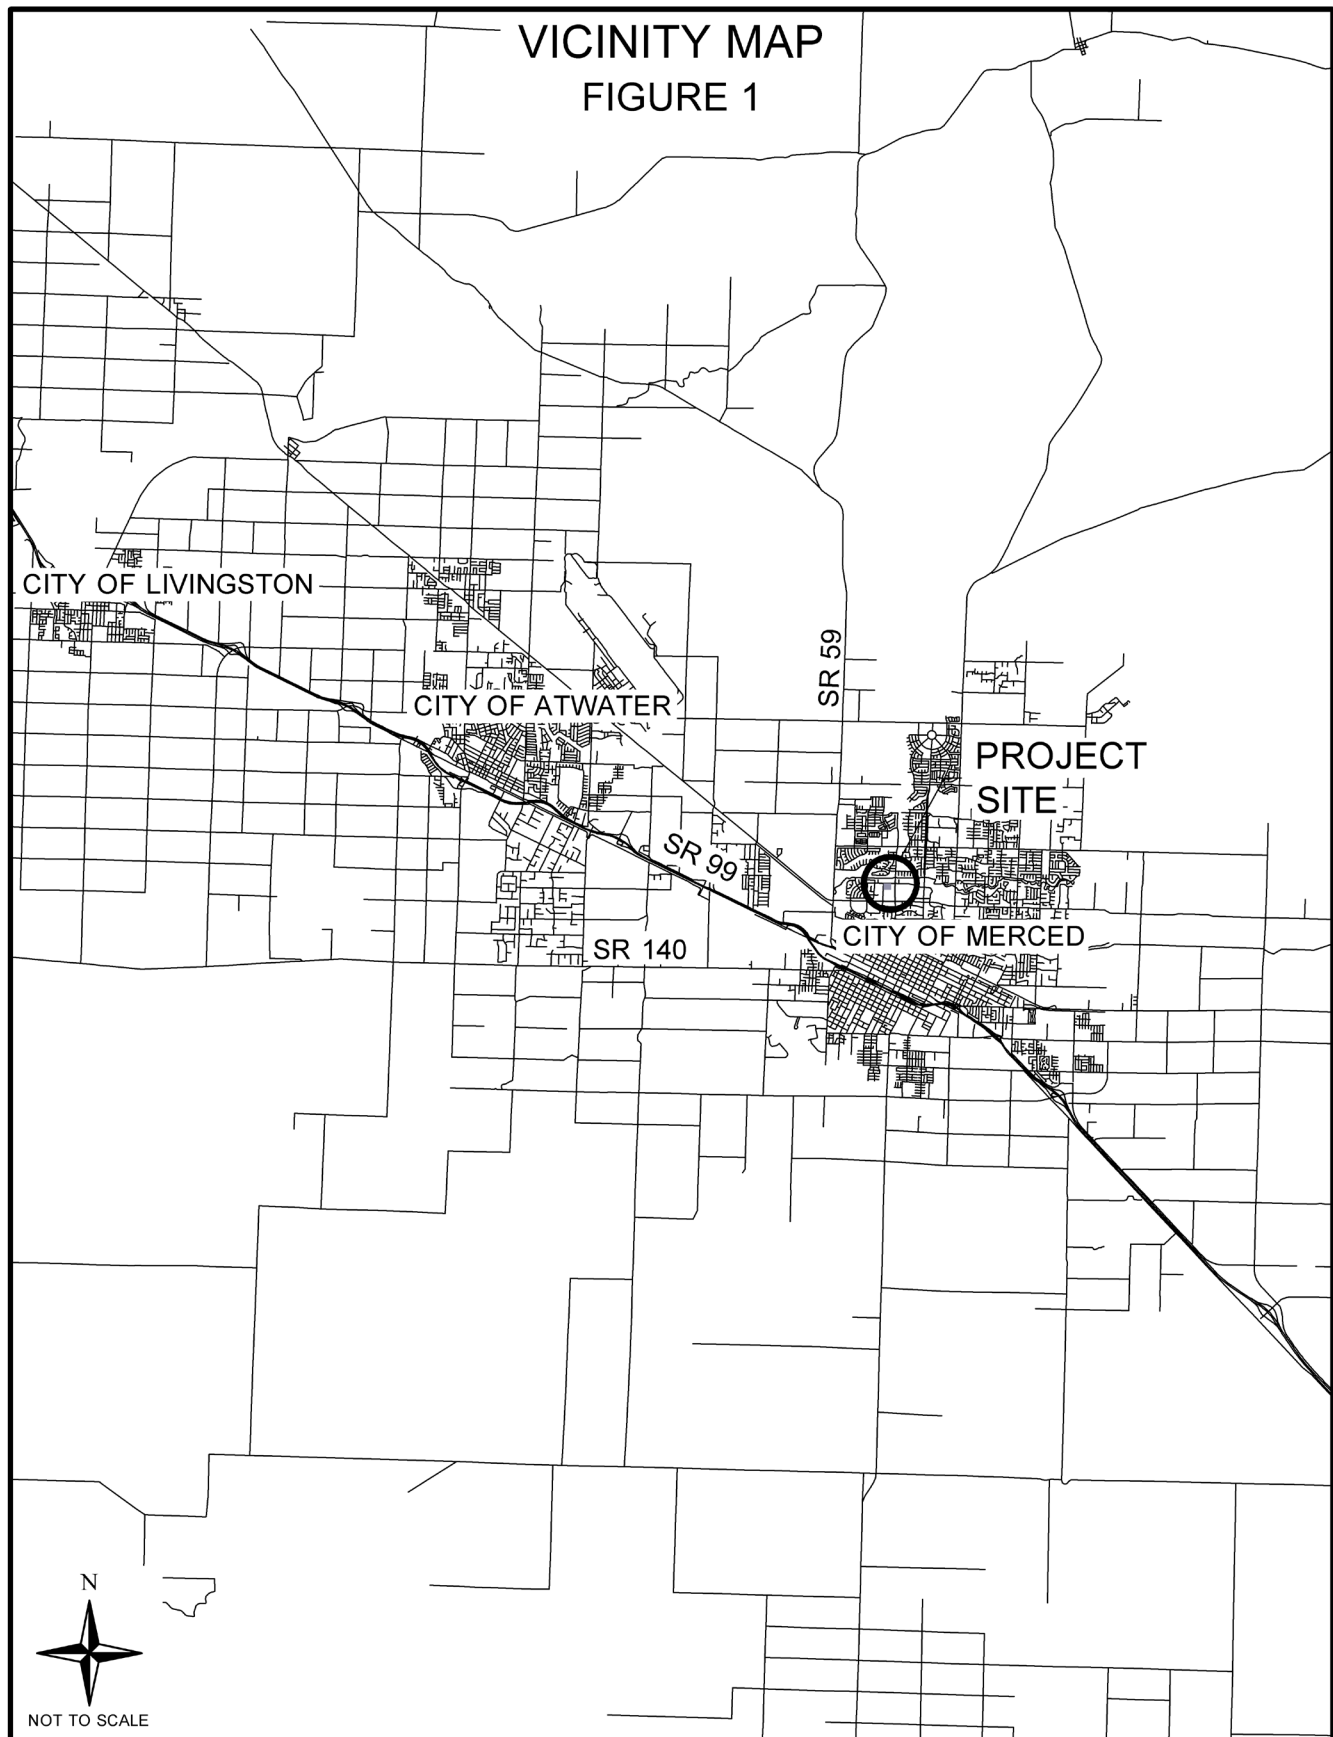 VICINITY MAP
FIGURE 1
CITY OF LIVINGSTON
SR 59
CITY OF ATWATER
PROJECT
SITE
SR 99
CITY OF MERCED
SR 140
N
NOT TO SCALE